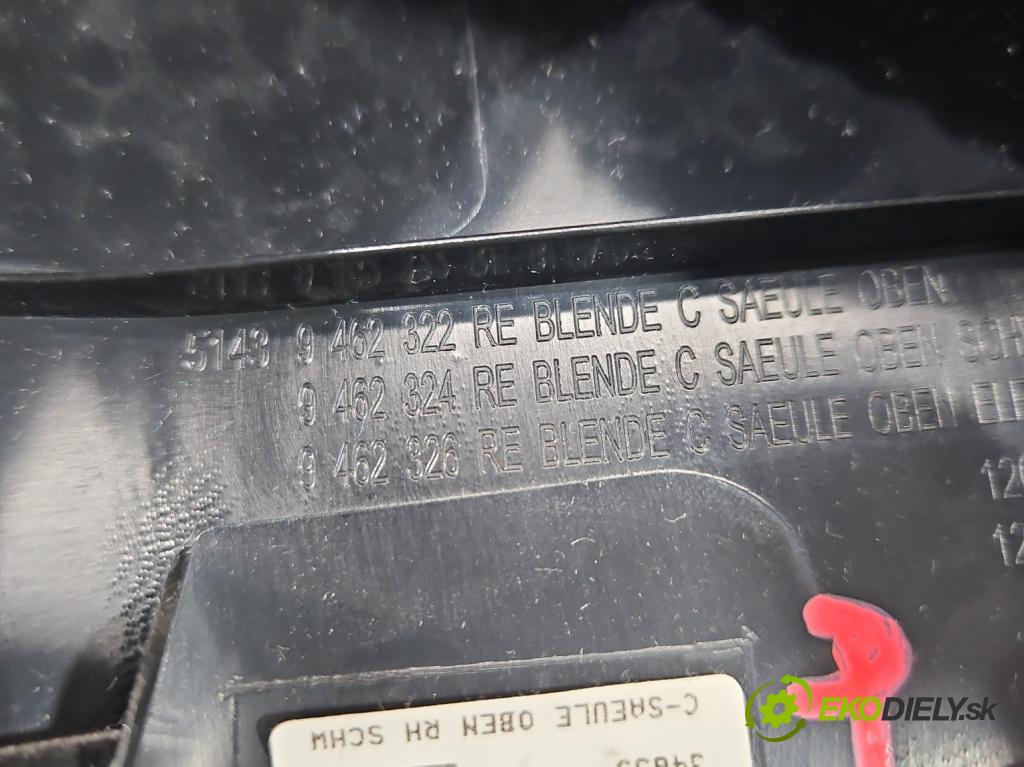 5143 9 462 322 RE BLENDE C SAEULE OBEN
9 462 324 RE BLENDE C SAEULE OBEN SCH
9 462 326 RE BLENDE C SAEULE OBEN
C-SAEULE OBEN RH SCHW
EKODIELY.sk